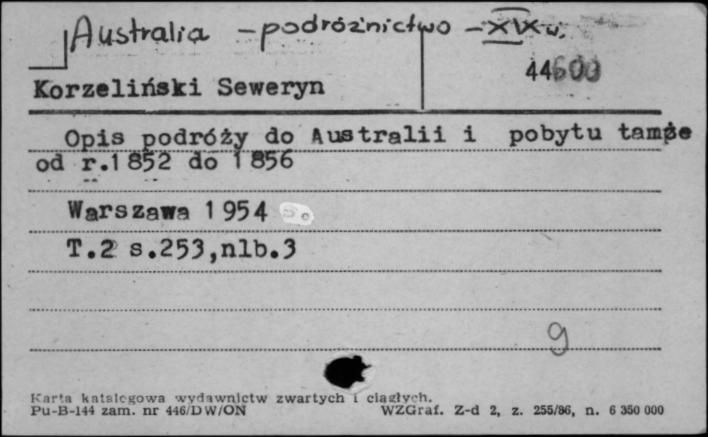 Australia - podróżnictwo - XIX w.
44600
Korzeliński Seweryn
Opis podróży do Australii i pobytu tamże
od r.1852 do 1856
Warszawa 1954
T.2 s.253,nlb.3
9
Karta katalogowa wydawnictw zwartych i ciągłych.
Pu-B-144 zam. nr 446/DW/ON WZGraf. Z-d 2, z. 255/86, n. 6 350 000